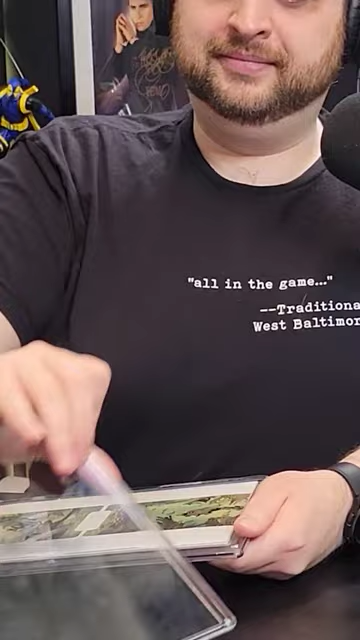 "all in the game..."
--Traditiona
West Baltimor